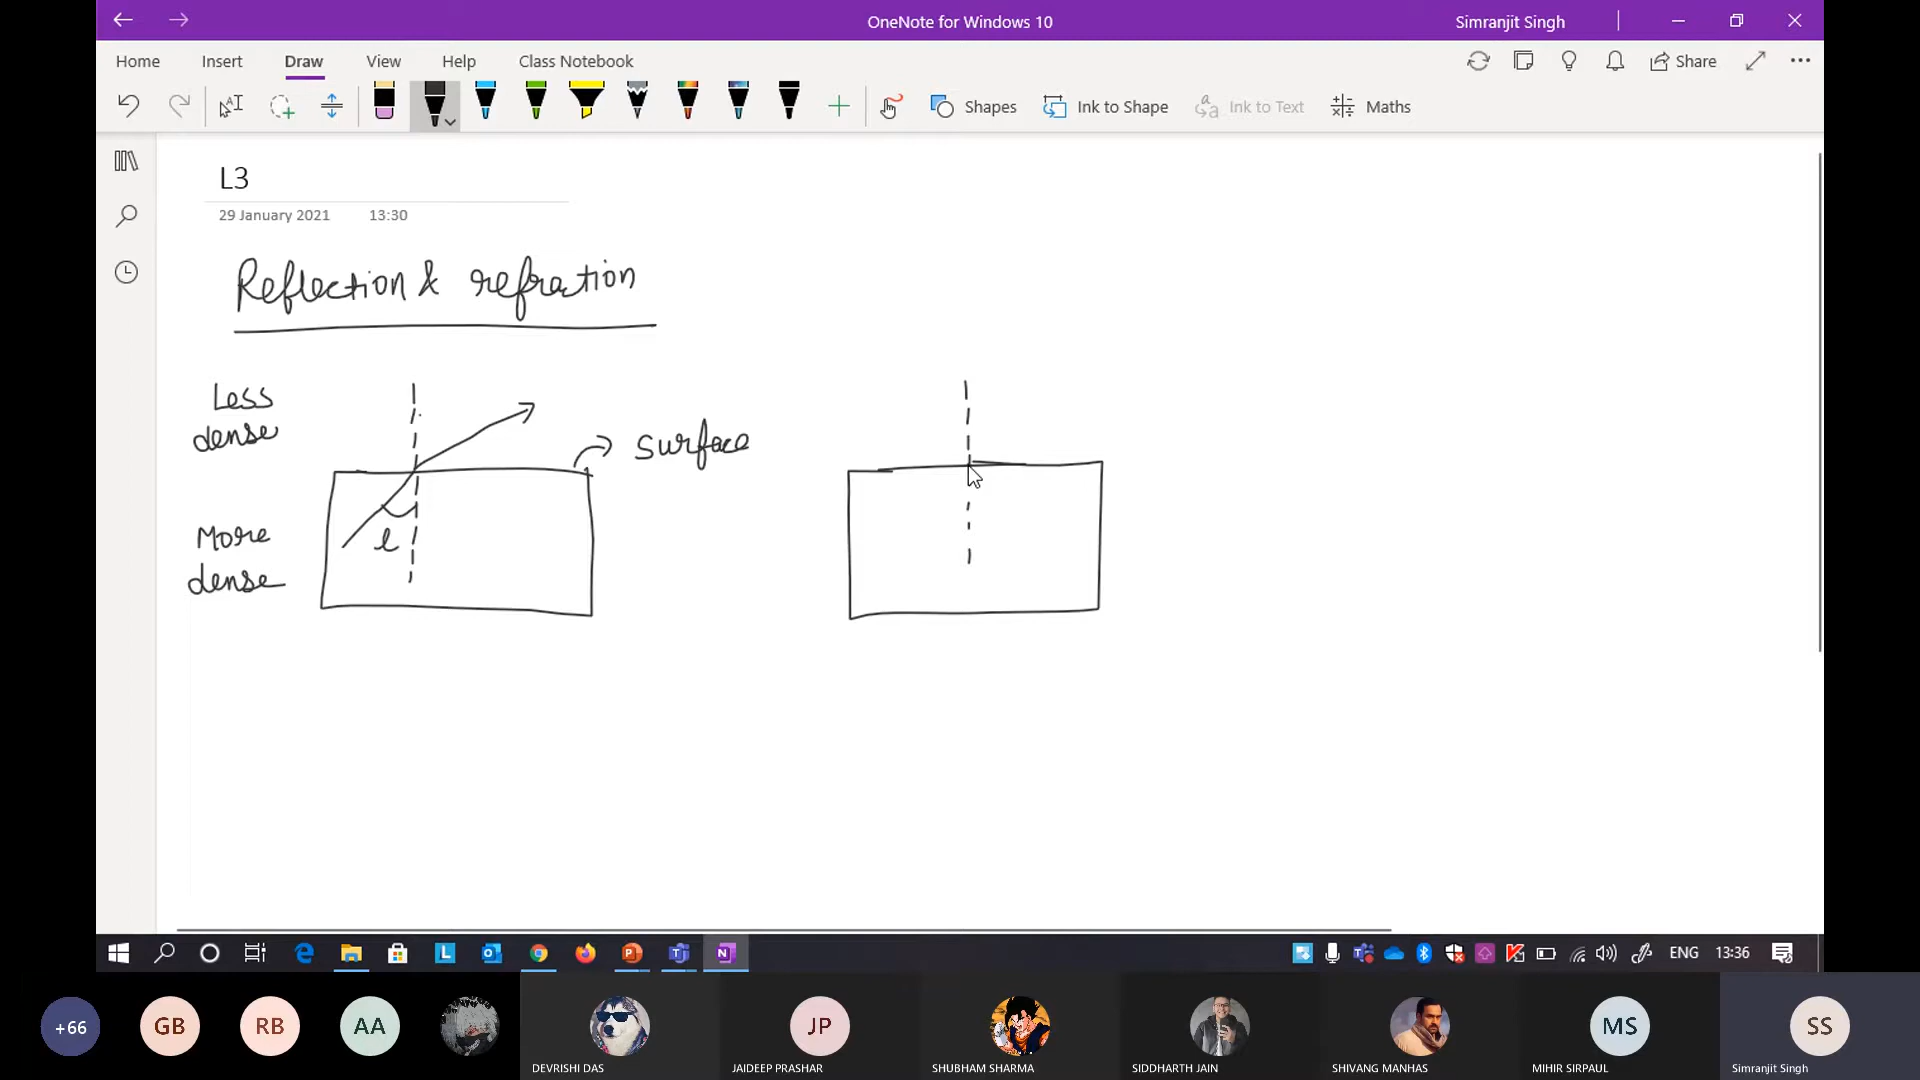 OneNote for Windows 10
Simranjit Singh
Home Insert Draw View Help Class Notebook
Share
Shapes Ink to Shape Ink to Text Maths
L3
29 January 2021 13:30
Reflection & refraction
Less
dense
surface
More
dense
i
ENG 13:36
+66 GB RB AA JP MS SS
DEVRISHI DAS JAIDEEP PRASHAR SHUBHAM SHARMA SIDDHARTH JAIN SHIVANG MANHAS MIHIR SIRPAUL Simranjit Singh